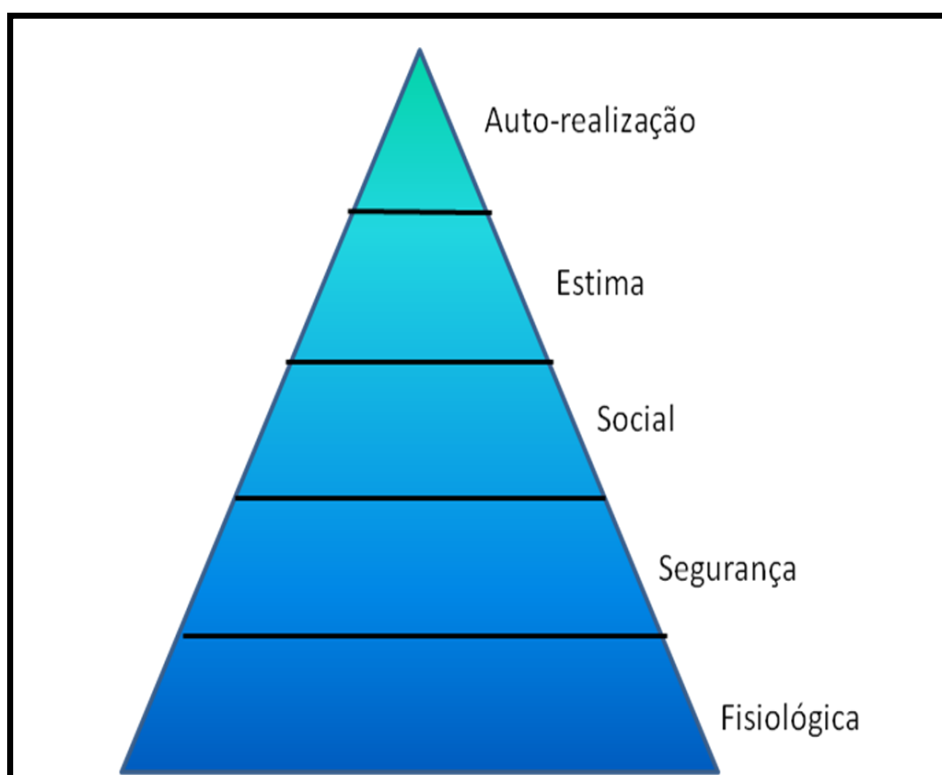 Auto-realização
Estima
Social
Segurança
Fisiológica